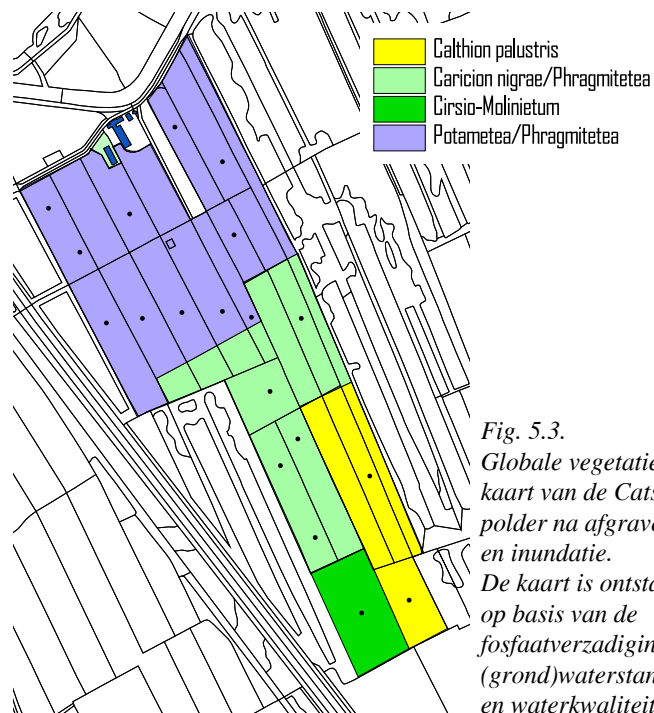 Calthion palustris
Caricion nigrae/Phragmitetea
Cirsio-Molinietum
Potametea/Phragmitetea
Fig. 5.3.
Globale vegetatie
kaart van de Cats
polder na afgrave
en inundatie.
De kaart is ontsta
op basis van de
fosfaatverzadigin
(grond)waterstan
en waterkwaliteit